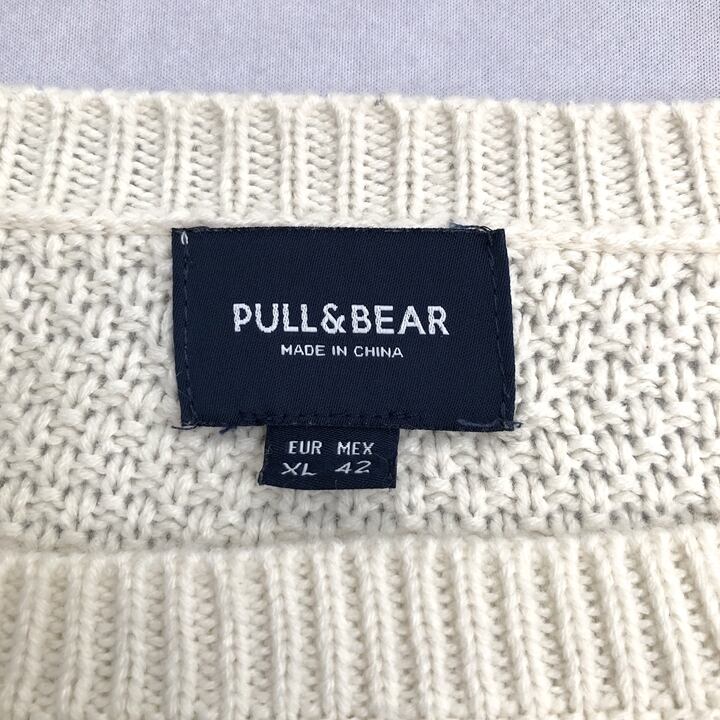 PULL&BEAR
MADE IN CHINA
EUR MEX
XL 42